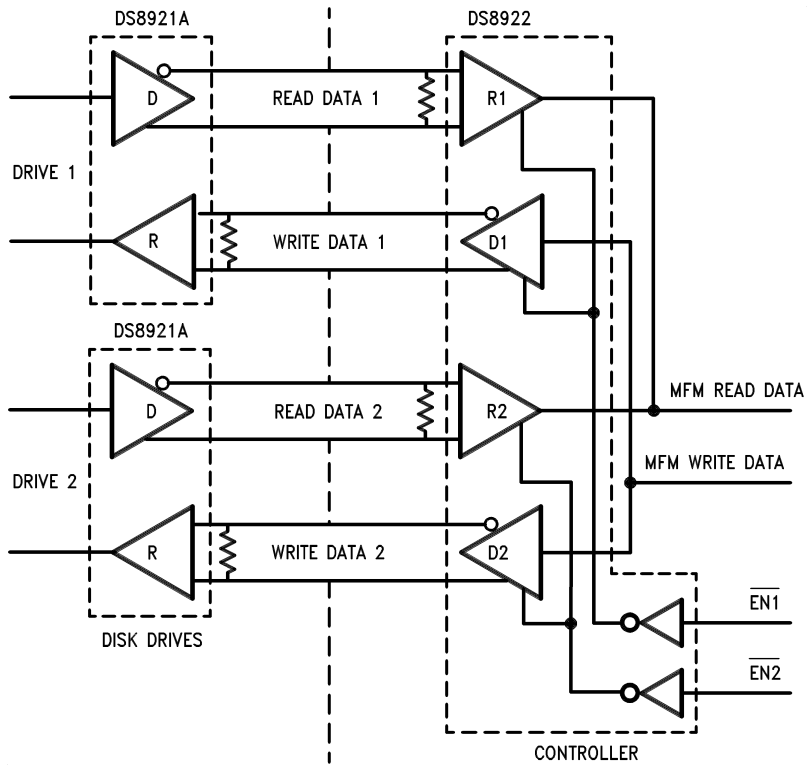 DS8921A
DS8922
D
READ DATA 1
R1
DRIVE 1
R
WRITE DATA 1
D1
DS8921A
D
READ DATA 2
R2
MFM READ DATA
MFM WRITE DATA
DRIVE 2
R
WRITE DATA 2
D2
EN1
DISK DRIVES
EN2
CONTROLLER